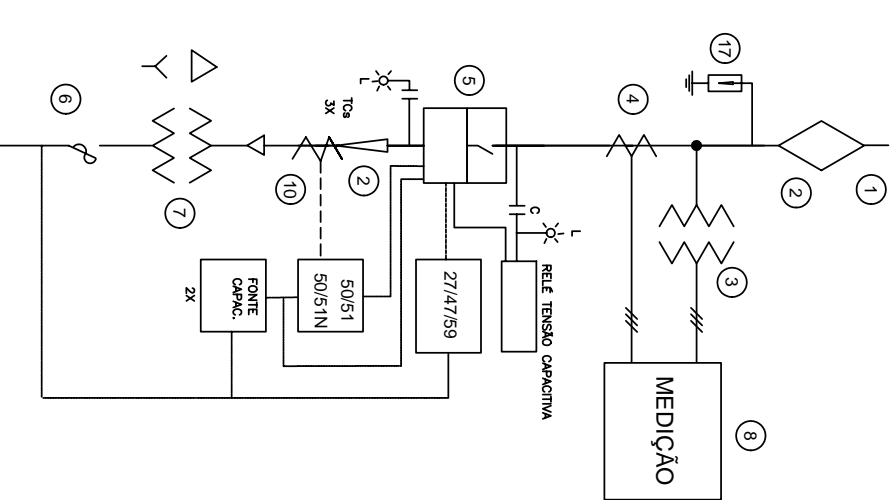 1
2
17
3
8
MEDIÇÃO
4
L
C
RELÉ TENSÃO CAPACITIVA
5
27/47/59
L
2
TCs
3X
50/51
50/51N
10
FONTE
CAPAC.
2X
7
6